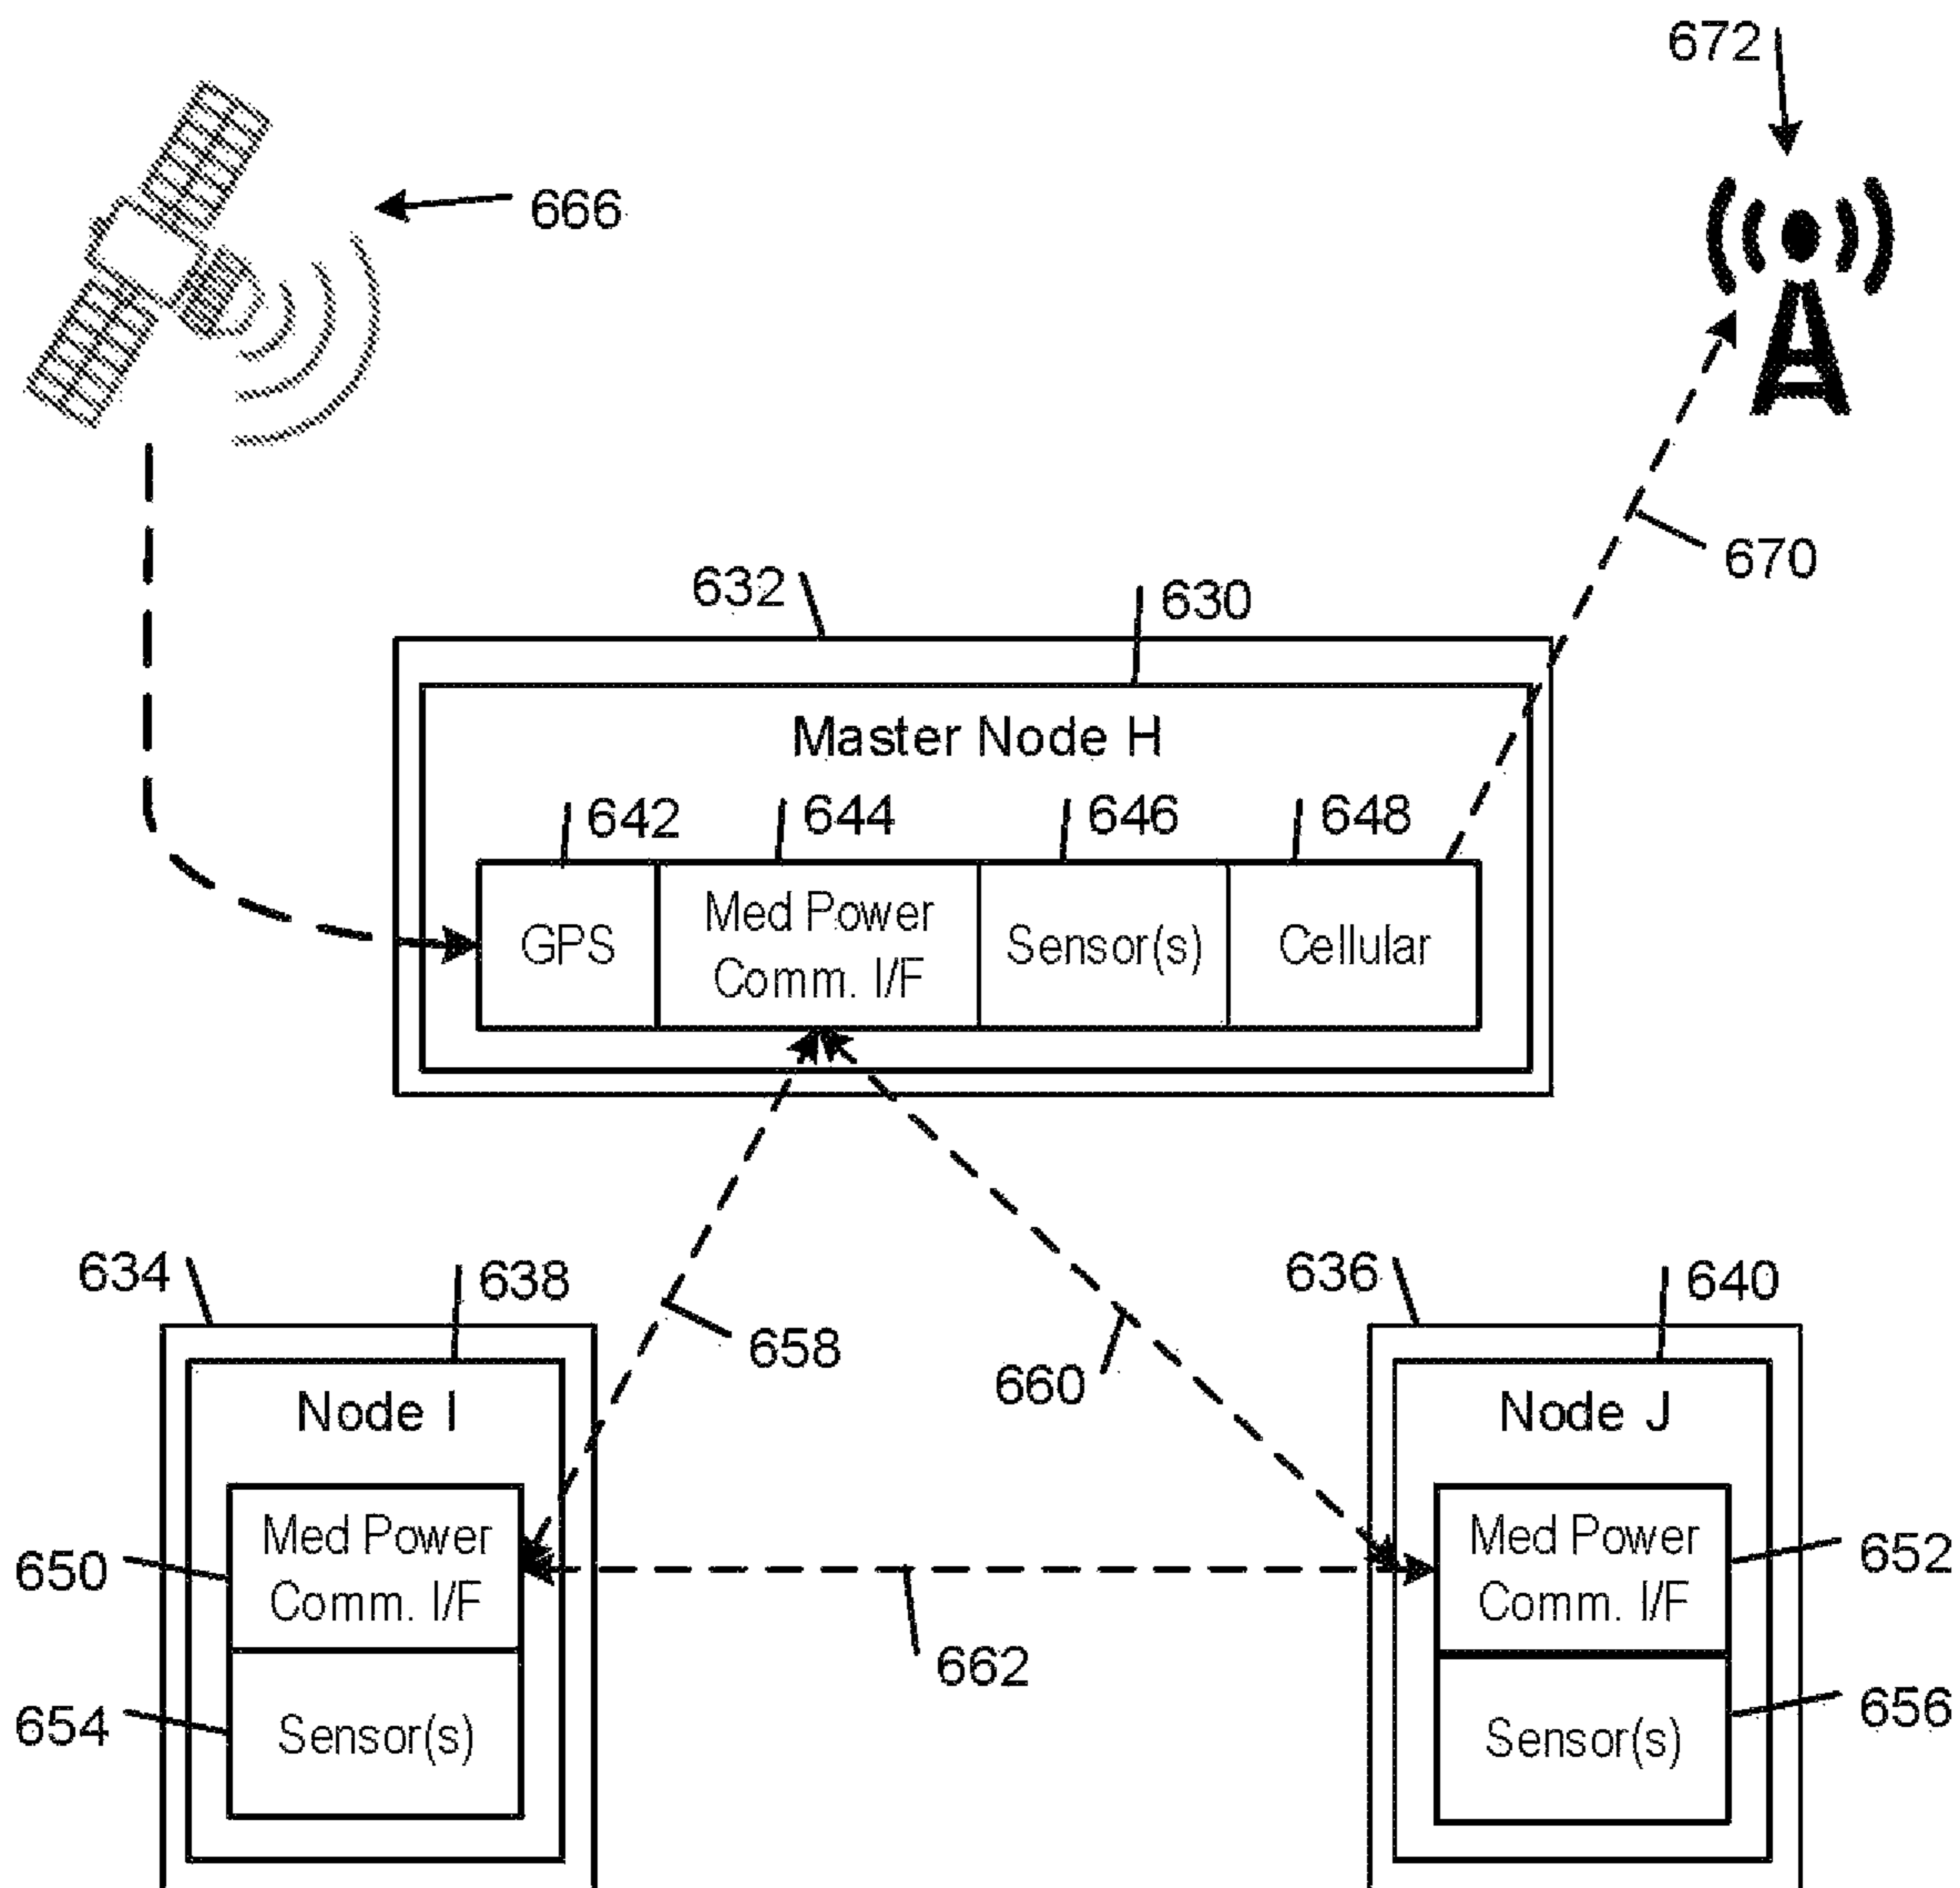 672
666
670
632
630
Master Node H
642
644
646
648
GPS
Med Power
Comm. I/F
Sensor(s)
Cellular
634
638
658
660
636
640
Node I
Node J
650
Med Power
Comm. I/F
Med Power
Comm. I/F
652
662
654
Sensor(s)
Sensor(s)
656